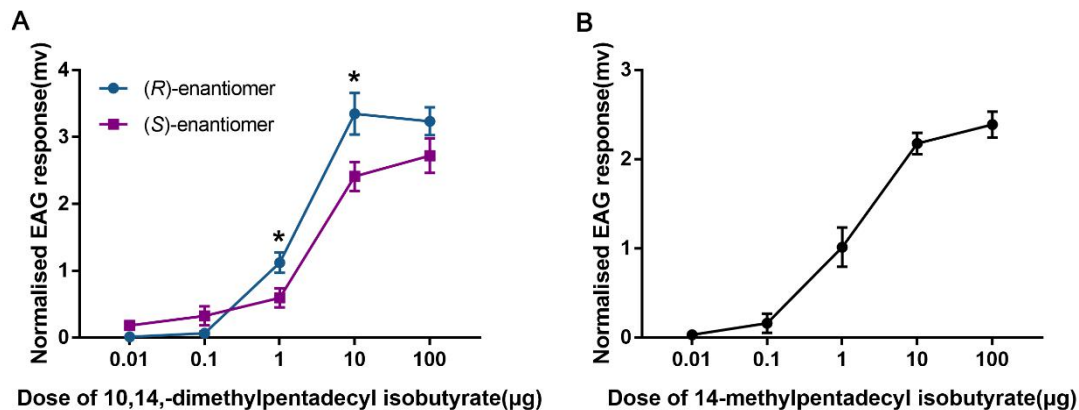 A
Normalised EAG response(mv)
4
3
2
1
0
(R)-enantiomer
(S)-enantiomer
*
*
0.01 0.1 1 10 100
Dose of 10,14,-dimethylpentadecyl isobutyrate(μg)
B
Normalised EAG response(mv)
3
2
1
0
0.01 0.1 1 10 100
Dose of 14-methylpentadecyl isobutyrate(μg)